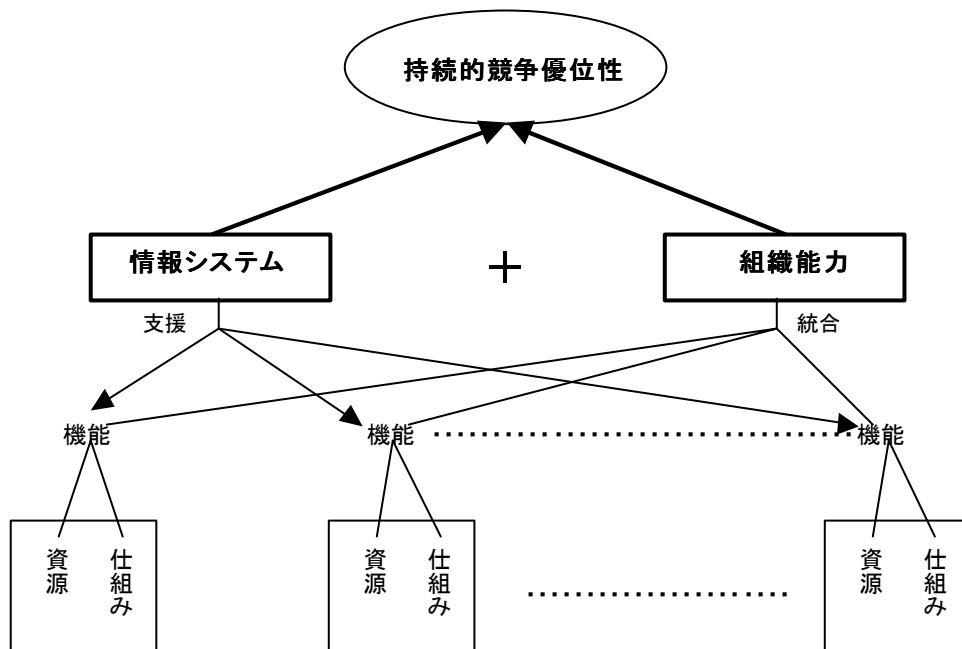 持続的競争優位性
情報システム
＋
組織能力
支援
統合
機能
機能
機能
資源
仕組み
資源
仕組み
資源
仕組み